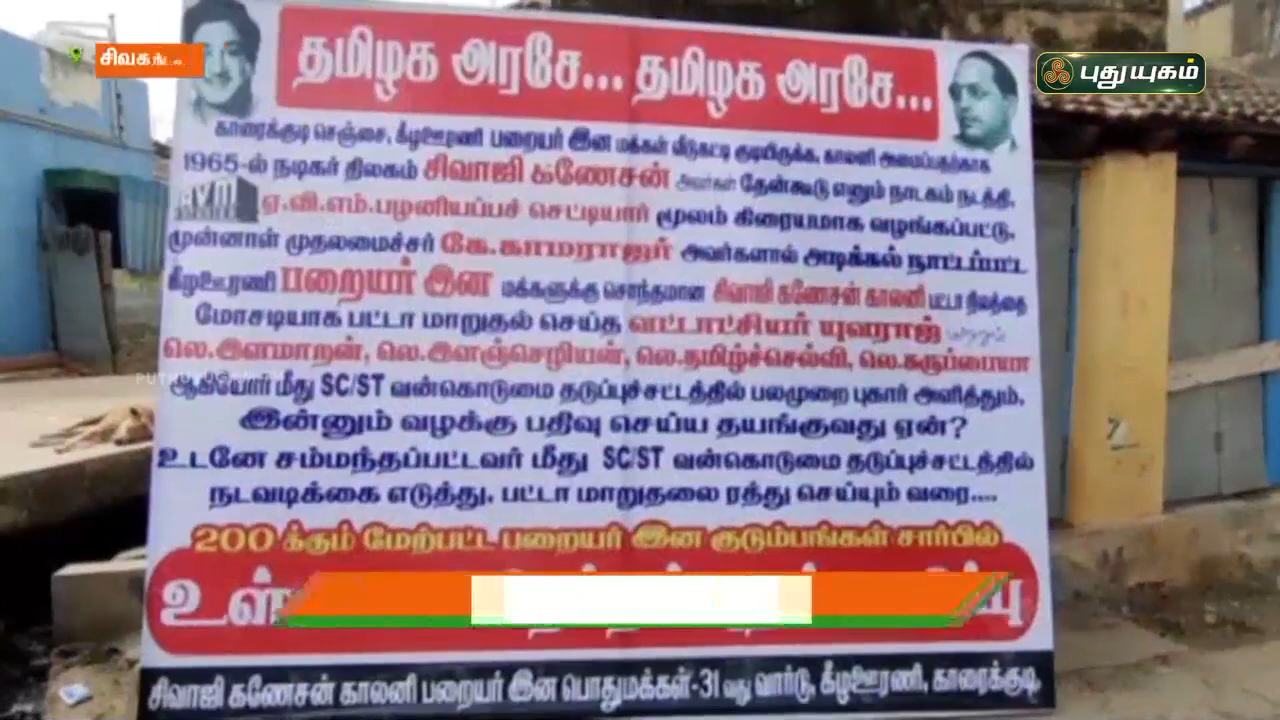 சிவக
புதுயுகம்
தமிழக அரசே... தமிழக அரசே...
காரைக்குடி செஞ்சை, கீழஊரணி பறையர் இன மக்கள் வீடுகட்டி குடியிருக்க, காலனி அமைப்பதற்காக
1965-ல் நடிகர் திலகம் சிவாஜி கணேசன் அவர்கள் தேன்கூடு எனும் நாடகம் நடத்தி,
AVM ஏ.வி.எம்.பழனியப்பச் செட்டியார் மூலம் கிரையமாக வழங்கப்பட்டு,
முன்னாள் முதலமைச்சர் கே.காமராஜர் அவர்களால் அடிக்கல் நாட்டப்பட்ட
கீழஊரணி பறையர் இன மக்களுக்கு சொந்தமான சிவாஜி கணேசன் காலனி பட்டா நிலத்தை
மோசடியாக பட்டா மாறுதல் செய்த வட்டாட்சியர் யுவராஜ் மற்றும்
லெ.இளமாறன், லெ.இளஞ்செழியன், லெ.தமிழ்ச்செல்வி, லெ.கருப்பையா
ஆகியோர் மீது SC/ST வன்கொடுமை தடுப்புச்சட்டத்தில் பலமுறை புகார் அளித்தும்,
இன்னும் வழக்கு பதிவு செய்ய தயங்குவது ஏன்?
உடனே சம்மந்தப்பட்டவர் மீது SC/ST வன்கொடுமை தடுப்புச்சட்டத்தில்
நடவடிக்கை எடுத்து, பட்டா மாறுதலை ரத்து செய்யும் வரை....
200 க்கும் மேற்பட்ட பறையர் இன குடும்பங்கள் சார்பில்
சிவாஜி கணேசன் காலனி பறையர் இன பொதுமக்கள்-31 வது வார்டு, கீழஊரணி, காரைக்குடி.